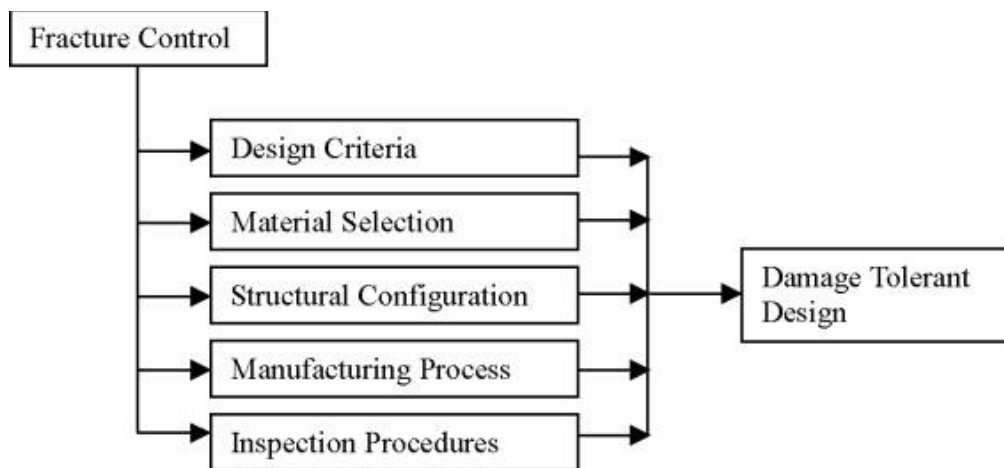 Fracture Control
Design Criteria
Material Selection
Structural Configuration
Manufacturing Process
Inspection Procedures
Damage Tolerant
Design